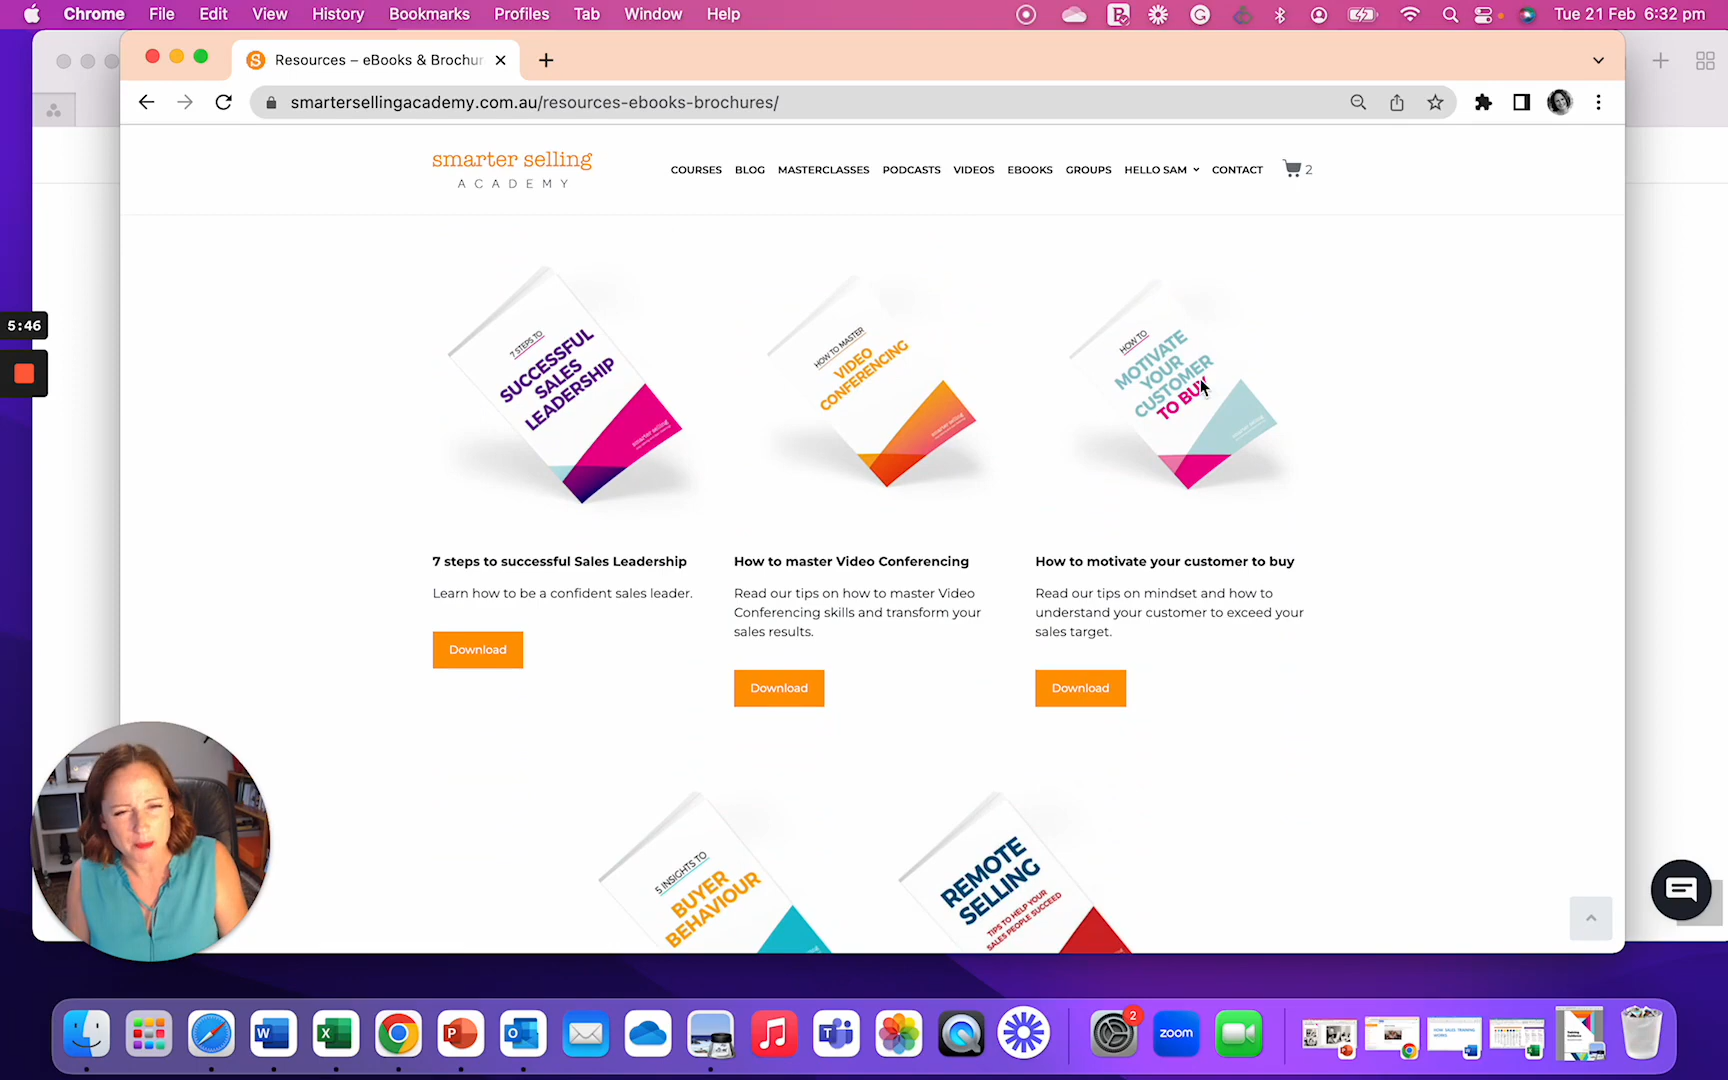 Chrome File Edit View History Bookmarks Profiles Tab Window Help
Tue 21 Feb 6:32 pm
Resources – eBooks & Brochur
smartersellingacademy.com.au/resources-ebooks-brochures/
smarter selling
ACADEMY
COURSES BLOG MASTERCLASSES PODCASTS VIDEOS EBOOKS GROUPS HELLO SAM CONTACT 2
5:46
7 STEPS TO
SUCCESSFUL
SALES
LEADERSHIP
smarter selling
HOW TO MASTER
VIDEO
CONFERENCING
HOW TO
MOTIVATE
YOUR
CUSTOMER
TO BUY
7 steps to successful Sales Leadership
Learn how to be a confident sales leader.
Download
How to master Video Conferencing
Read our tips on how to master Video
Conferencing skills and transform your
sales results.
Download
How to motivate your customer to buy
Read our tips on mindset and how to
understand your customer to exceed your
sales target.
Download
5 INSIGHTS TO
BUYER
BEHAVIOUR
REMOTE
SELLING
TIPS TO HELP YOUR
SALES PEOPLE SUCCEED
2
zoom
HOW SALES TRAINING
WORKS